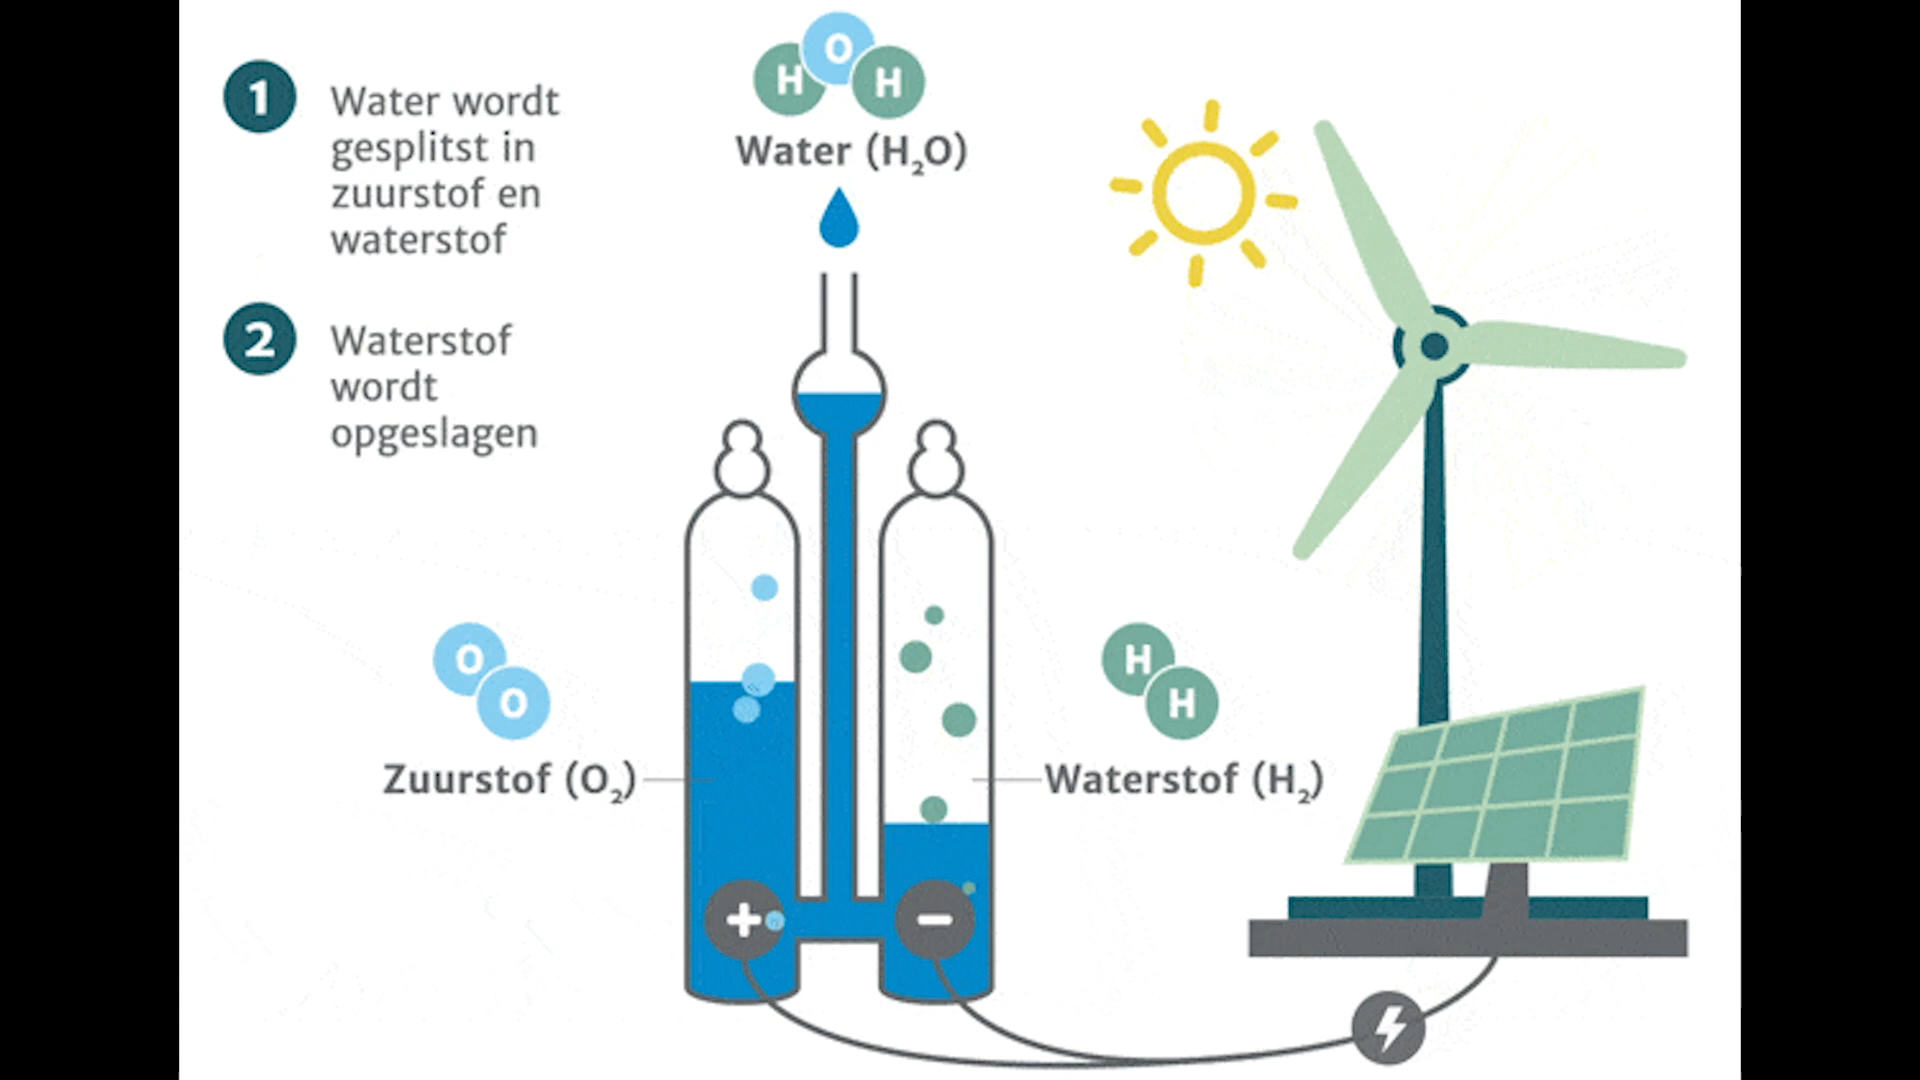 1
Water wordt
gesplitst in
zuurstof en
waterstof
2
Waterstof
wordt
opgeslagen
H O H
Water (H₂O)
O
O
Zuurstof (O₂)
H
H
Waterstof (H₂)
+
−